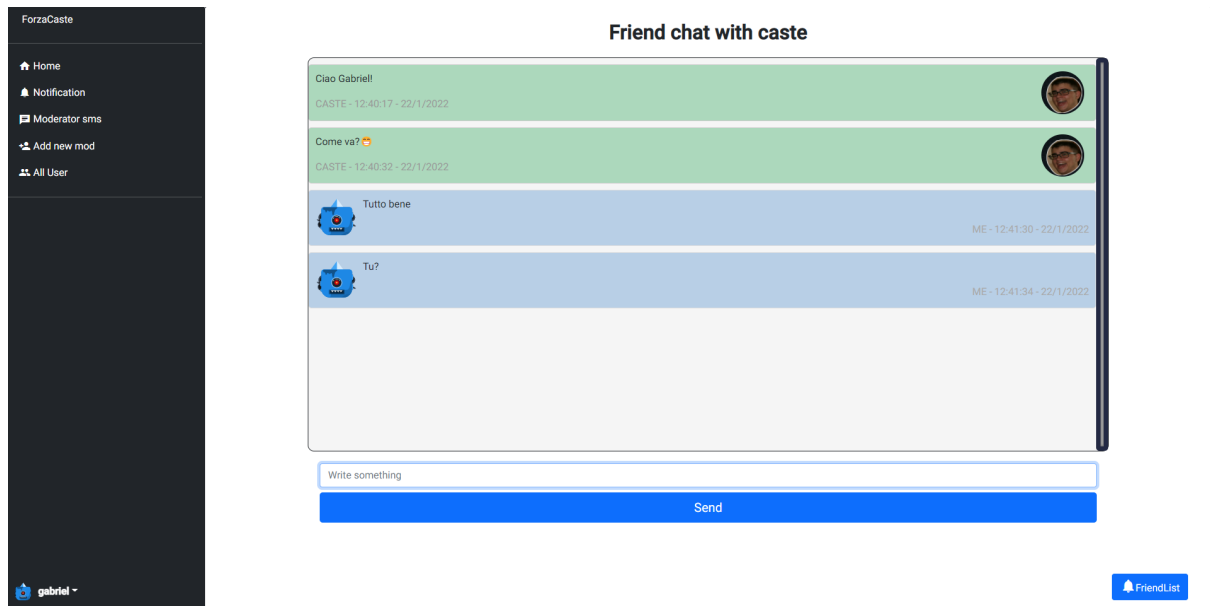 ForzaCaste
Home
Notification
Moderator sms
Add new mod
All User
gabriel
Friend chat with caste
Ciao Gabriel!
CASTE - 12:40:17 - 22/1/2022
Come va?😁
CASTE - 12:40:32 - 22/1/2022
Tutto bene
ME - 12:41:30 - 22/1/2022
Tu?
ME - 12:41:34 - 22/1/2022
Write something
Send
FriendList